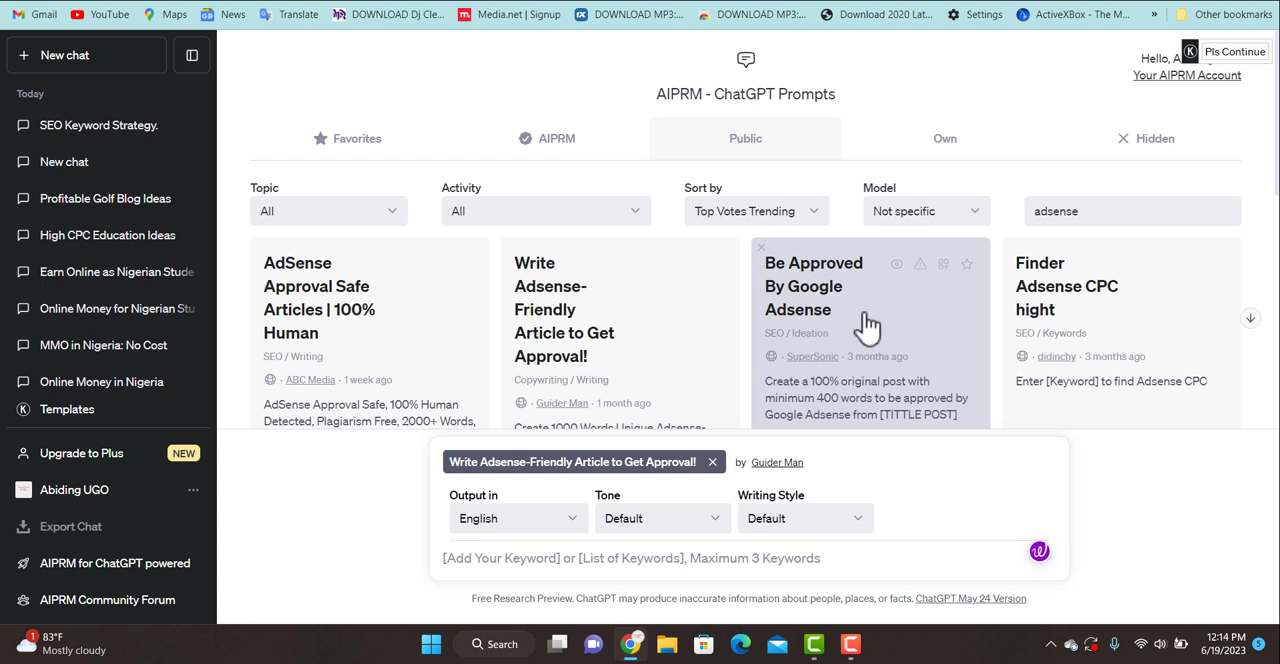 Gmail YouTube Maps News Translate DOWNLOAD Dj Cle... Media.net | Signup DOWNLOAD MP3:... DOWNLOAD MP3:... Download 2020 Lat... Settings ActiveXBox - The M... » Other bookmarks
New chat
Today
SEO Keyword Strategy.
New chat
Profitable Golf Blog Ideas
High CPC Education Ideas
Earn Online as Nigerian Stude
Online Money for Nigerian Stu
MMO in Nigeria: No Cost
Online Money in Nigeria
Templates
Upgrade to Plus NEW
Abiding UGO
Export Chat
AIPRM for ChatGPT powered
AIPRM Community Forum
Hello,
Pls Continue
Your AIPRM Account
AIPRM - ChatGPT Prompts
Favorites AIPRM Public Own Hidden
Topic Activity Sort by Model
All All Top Votes Trending Not specific adsense
AdSense
Approval Safe
Articles | 100%
Human
SEO / Writing
· ABC Media · 1 week ago
AdSense Approval Safe, 100% Human
Detected, Plagiarism Free, 2000+ Words,
Write
Adsense-
Friendly
Article to Get
Approval!
Copywriting / Writing
· Guider Man · 1 month ago
Create 1000 Words Unique Adsense-
Be Approved
By Google
Adsense
SEO / Ideation
· SuperSonic · 3 months ago
Create a 100% original post with
minimum 400 words to be approved by
Google Adsense from [TITTLE POST]
Finder
Adsense CPC
hight
SEO / Keywords
· didinchy · 3 months ago
Enter [Keyword] to find Adsense CPC
Write Adsense-Friendly Article to Get Approval! by Guider Man
Output in Tone Writing Style
English Default Default
[Add Your Keyword] or [List of Keywords], Maximum 3 Keywords
Free Research Preview. ChatGPT may produce inaccurate information about people, places, or facts. ChatGPT May 24 Version
1
83°F
Mostly cloudy
Search
12:14 PM
6/19/2023
5